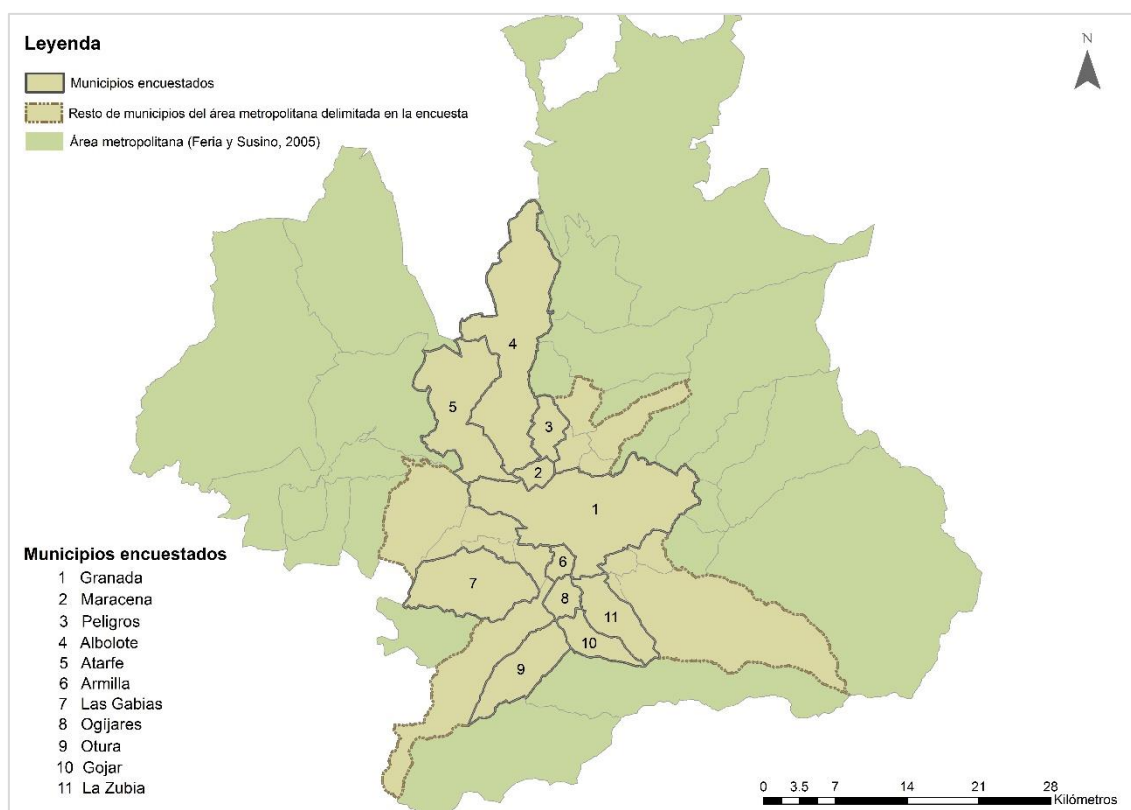 Leyenda
Municipios encuestados
Resto de municipios del área metropolitana delimitada en la encuesta
Área metropolitana (Feria y Susino, 2005)
N
4
5
3
2
1
6
7
8
11
10
9
Municipios encuestados
1 Granada
2 Maracena
3 Peligros
4 Albolote
5 Atarfe
6 Armilla
7 Las Gabias
8 Ogíjares
9 Otura
10 Gojar
11 La Zubia
0 3.5 7 14 21 28
Kilómetros